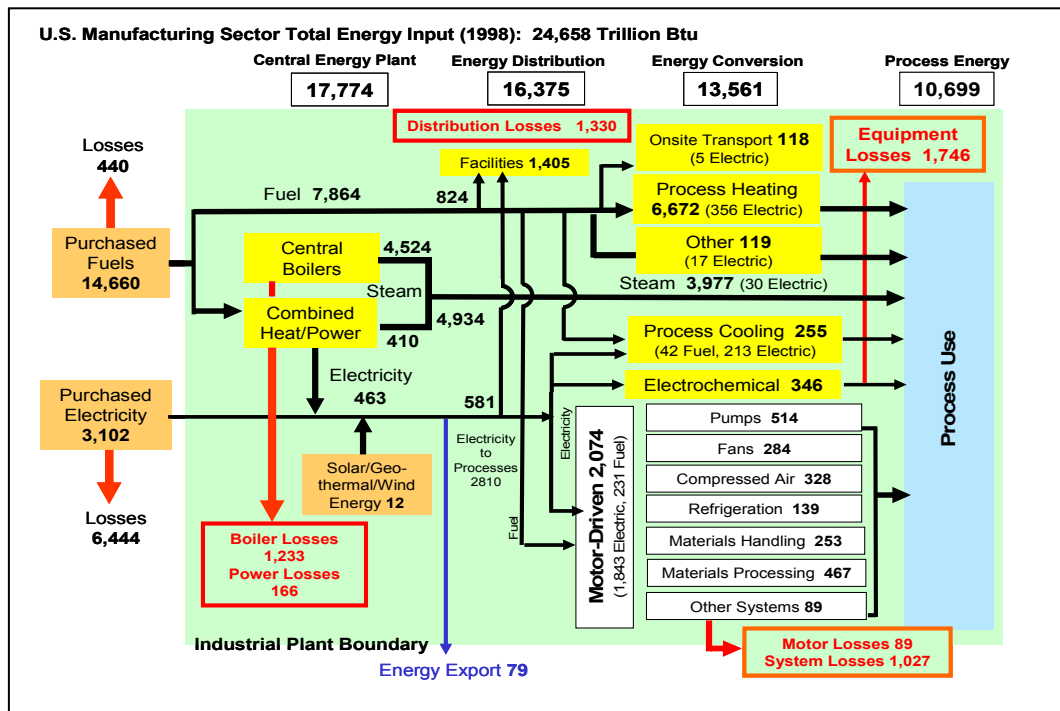 U.S. Manufacturing Sector Total Energy Input (1998): 24,658 Trillion Btu
Central Energy Plant
17,774
Energy Distribution
16,375
Energy Conversion
13,561
Process Energy
10,699
Distribution Losses 1,330
Onsite Transport 118
(5 Electric)
Equipment
Losses 1,746
Losses
440
Facilities 1,405
Fuel 7,864
824
Process Heating
6,672 (356 Electric)
Purchased
Fuels
14,660
Central
Boilers
4,524
Other 119
(17 Electric)
Steam
Steam 3,977 (30 Electric)
Combined
Heat/Power
4,934
410
Process Cooling 255
(42 Fuel, 213 Electric)
Electricity
463
Electrochemical 346
Purchased
Electricity
3,102
581
Electricity
to
Processes
2810
Electricity
Fuel
Motor-Driven 2,074
(1,843 Electric, 231 Fuel)
Pumps 514
Fans 284
Compressed Air 328
Refrigeration 139
Materials Handling 253
Materials Processing 467
Other Systems 89
Process Use
Solar/Geo-
thermal/Wind
Energy 12
Losses
6,444
Boiler Losses
1,233
Power Losses
166
Industrial Plant Boundary
Motor Losses 89
System Losses 1,027
Energy Export 79